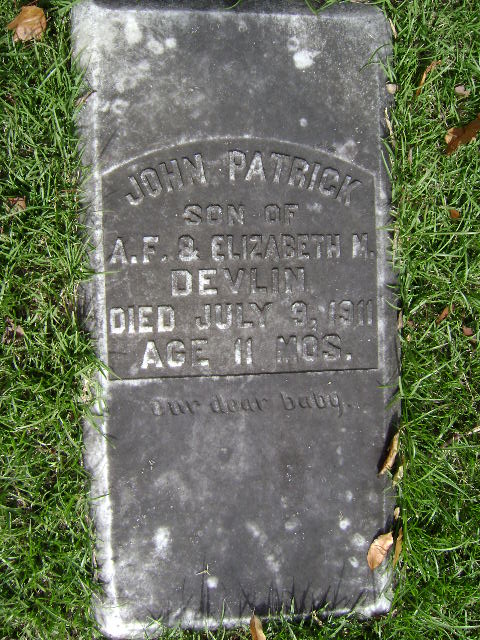 JOHN PATRICK
SON OF
A.F. & ELIZABETH M.
DEVLIN
DIED JULY 9, 1911
AGE 11 MOS.
Our dear baby.